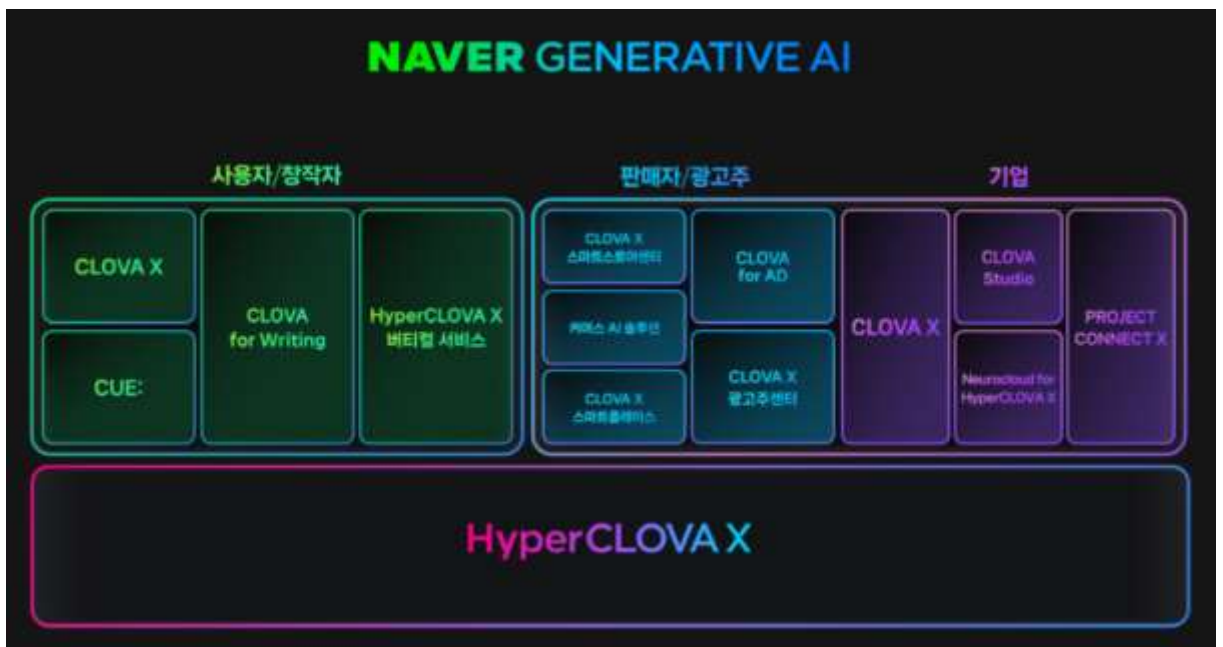 NAVER GENERATIVE AI
사용자/창작자
CLOVA X
CUE:
CLOVA
for Writing
HyperCLOVA X
버티컬 서비스
판매자/광고주
CLOVA X
스마트스토어센터
커머스 AI 솔루션
CLOVA X
스마트플레이스
CLOVA
for AD
CLOVA X
광고주센터
기업
CLOVA X
CLOVA
Studio
Neurocloud for
HyperCLOVA X
PROJECT
CONNECT X
HyperCLOVA X